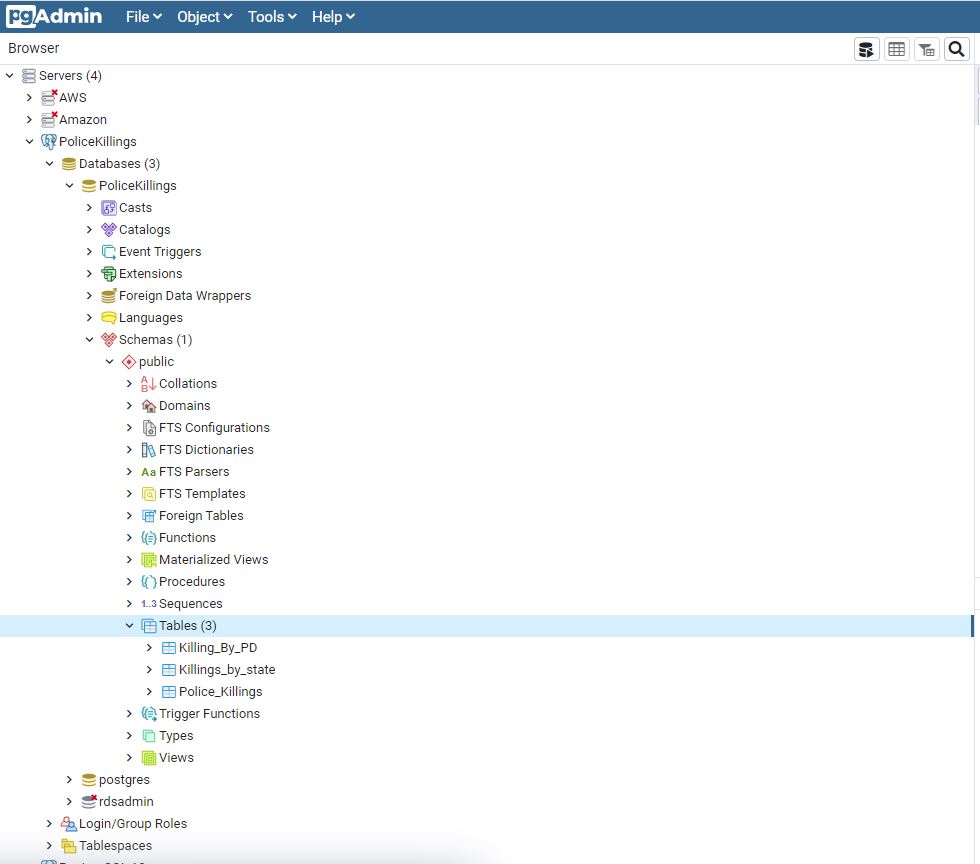 pgAdmin File Object Tools Help
Browser
Servers (4)
AWS
Amazon
PoliceKillings
Databases (3)
PoliceKillings
Casts
Catalogs
Event Triggers
Extensions
Foreign Data Wrappers
Languages
Schemas (1)
public
Collations
Domains
FTS Configurations
FTS Dictionaries
Aa FTS Parsers
FTS Templates
Foreign Tables
Functions
Materialized Views
Procedures
1..3 Sequences
Tables (3)
Killing_By_PD
Killings_by_state
Police_Killings
Trigger Functions
Types
Views
postgres
rdsadmin
Login/Group Roles
Tablespaces